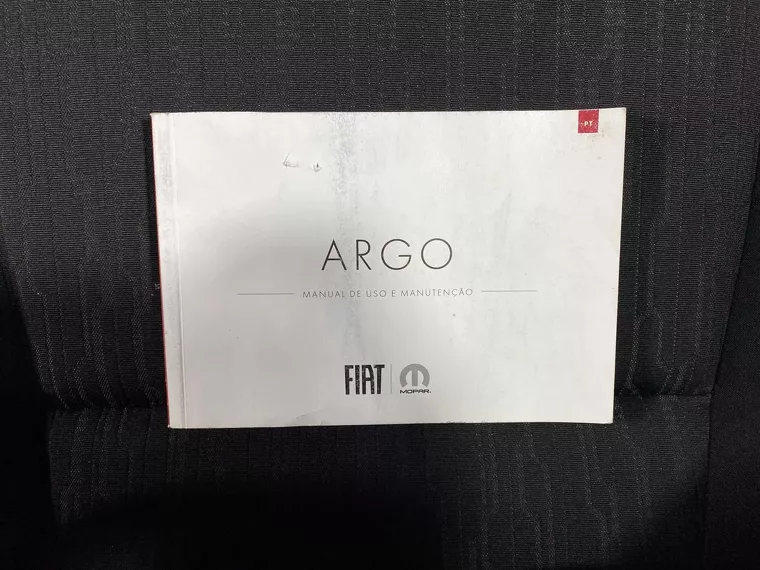 PT
ARGO
MANUAL DE USO E MANUTENÇÃO
FIAT
MOPAR.